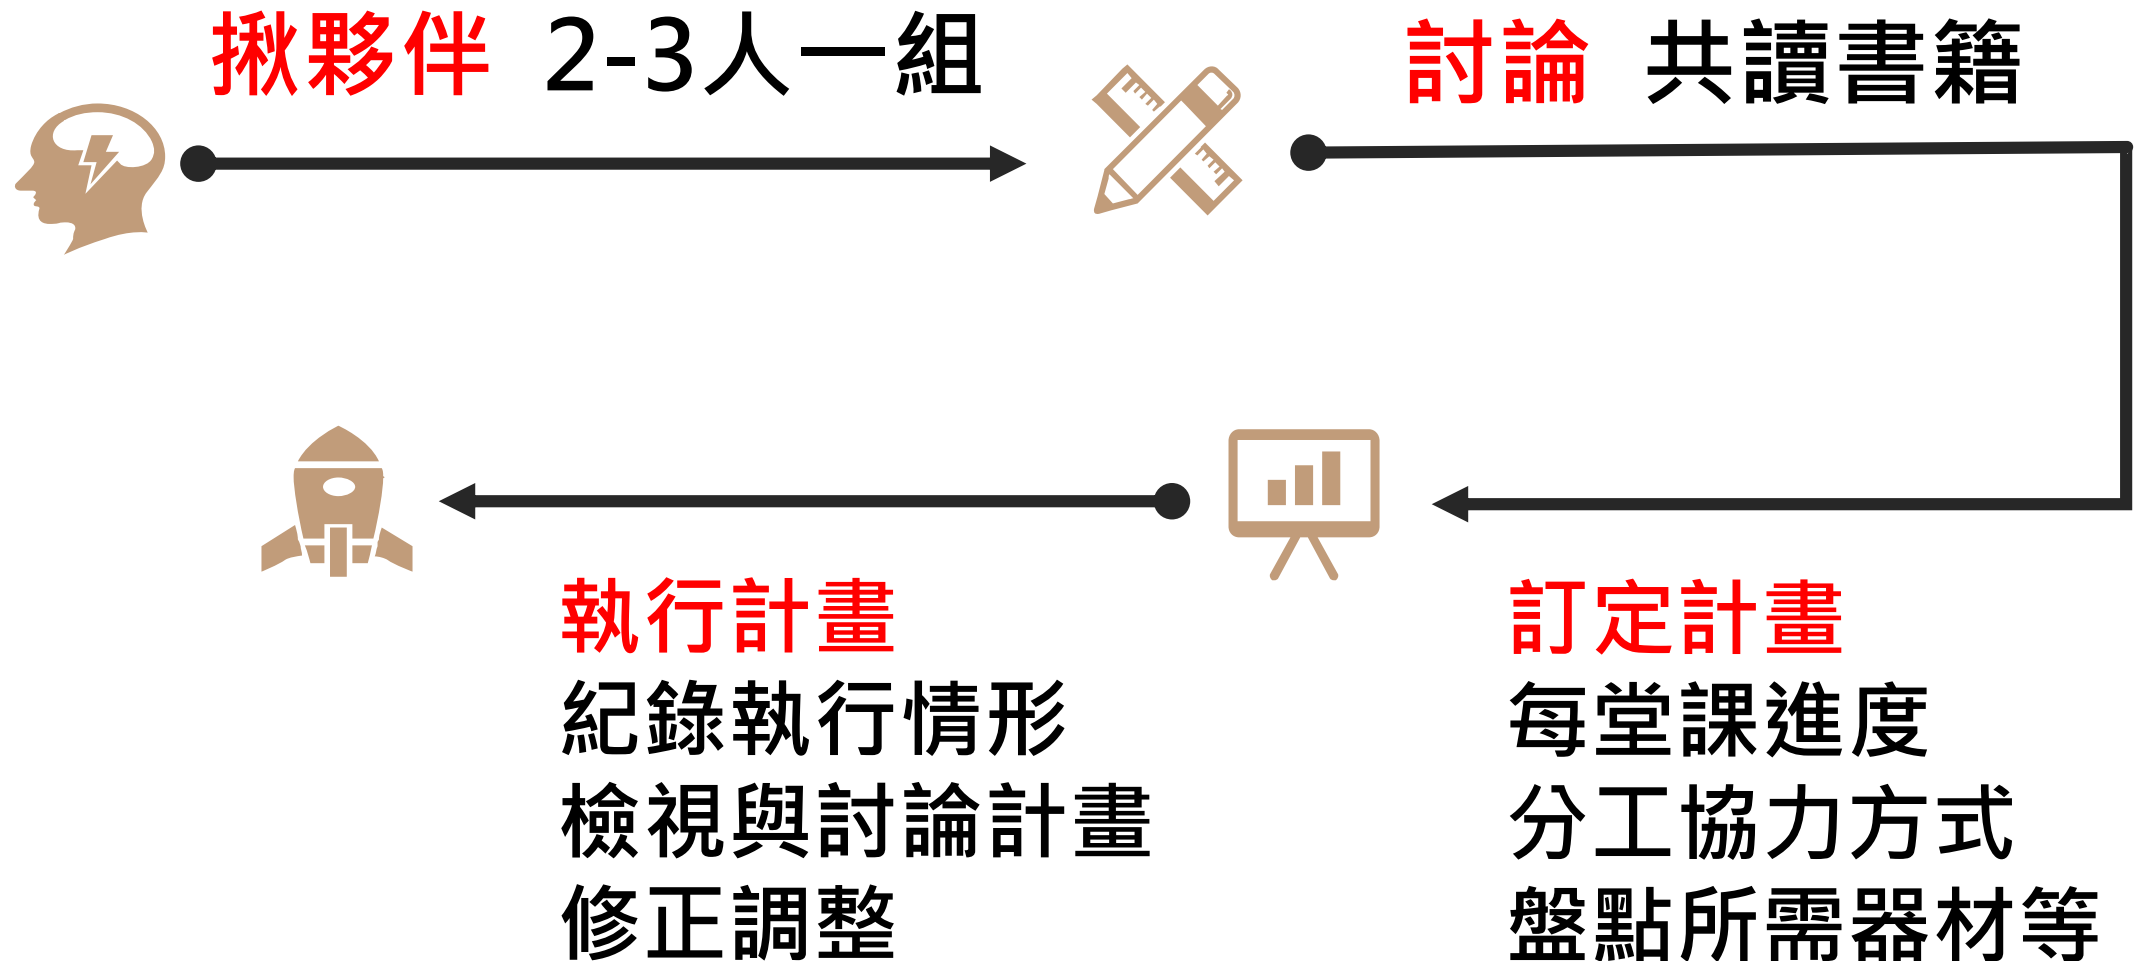 揪夥伴 2-3人一組
討論 共讀書籍
訂定計畫
每堂課進度
分工協力方式
盤點所需器材等
執行計畫
紀錄執行情形
檢視與討論計畫
修正調整